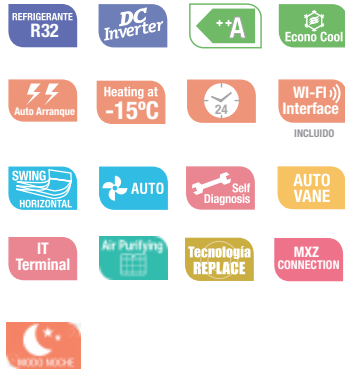 REFRIGERANTE
R32
DC
Inverter
++A
Econo Cool
Auto Arranque
Heating at
-15ºC
24
WI-FI
Interface
INCLUIDO
SWING
HORIZONTAL
AUTO
Self
Diagnosis
AUTO
VANE
IT
Terminal
Air Purifying
Tecnología
REPLACE
MXZ
CONNECTION
MODO NOCHE